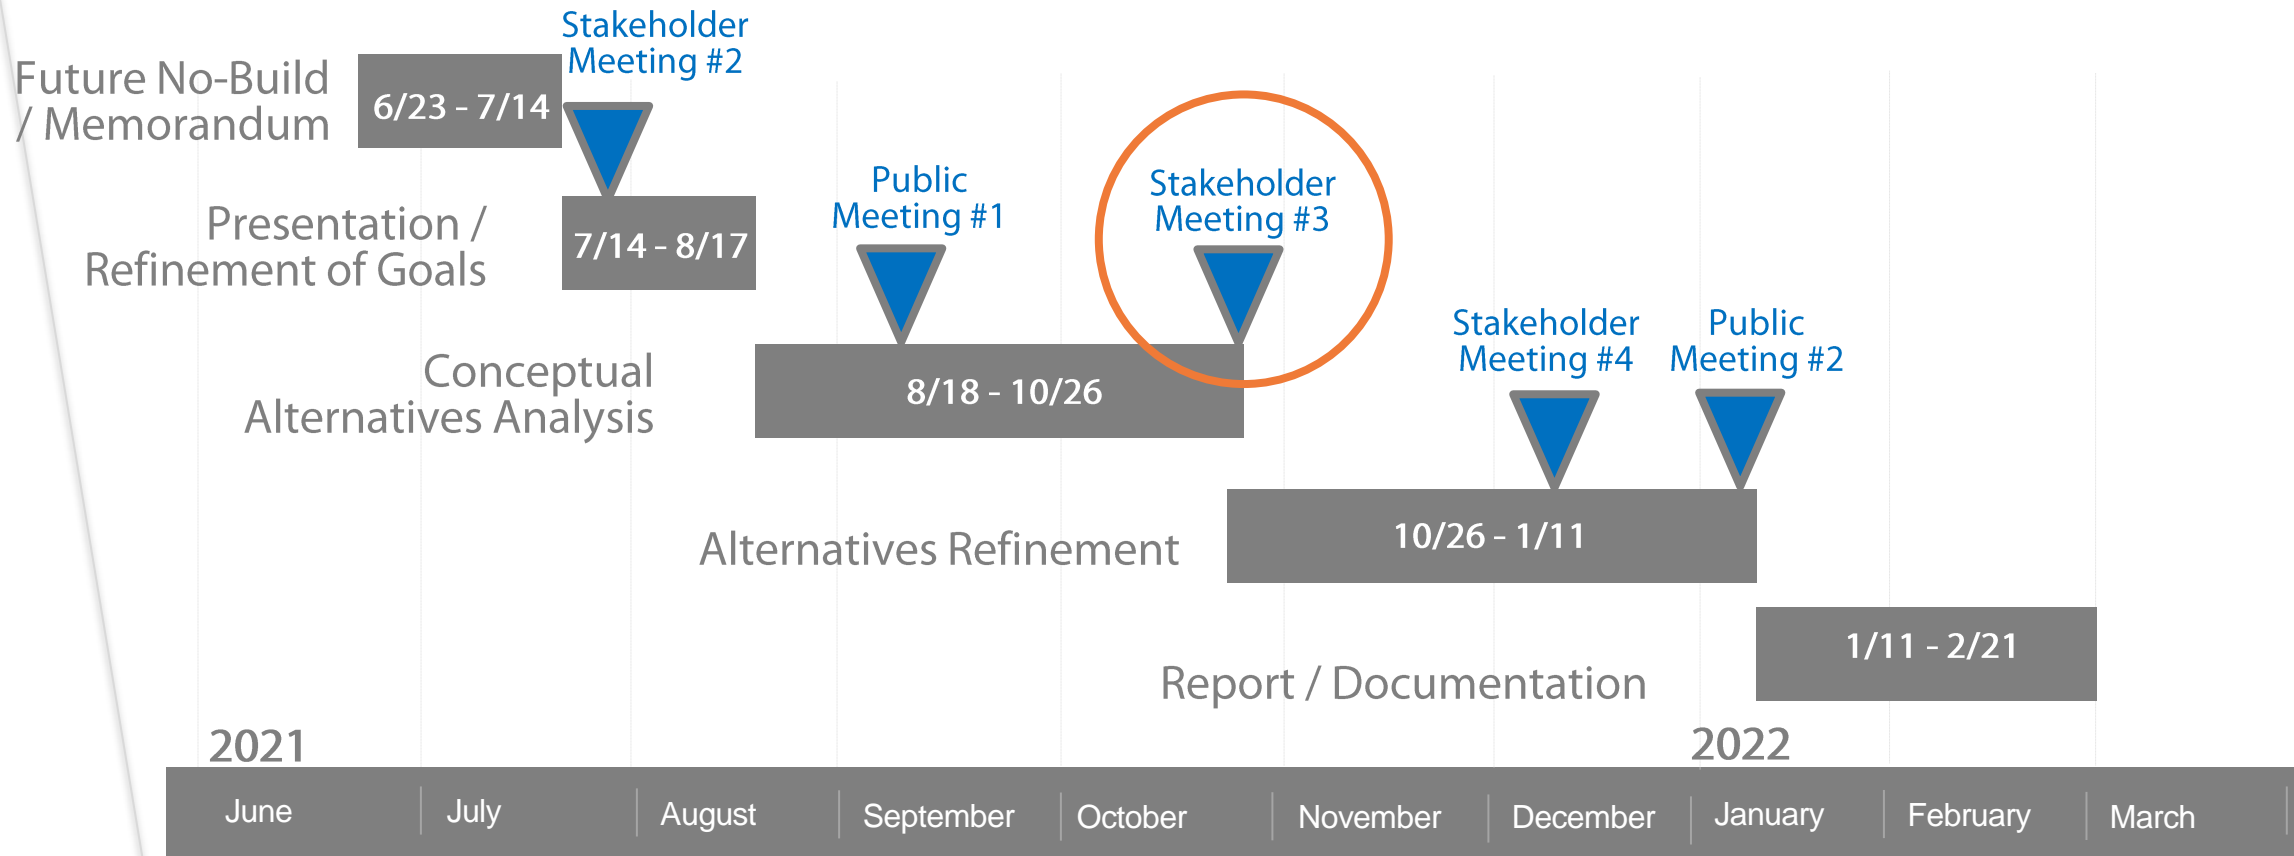 Stakeholder
Meeting #2
Future No-Build
/ Memorandum
6/23 - 7/14
Public
Meeting #1
Stakeholder
Meeting #3
Presentation /
Refinement of Goals
7/14 - 8/17
Stakeholder
Meeting #4
Public
Meeting #2
Conceptual
Alternatives Analysis
8/18 - 10/26
Alternatives Refinement
10/26 - 1/11
1/11 - 2/21
Report / Documentation
2021
2022
June
July
August
September
October
November
December
January
February
March